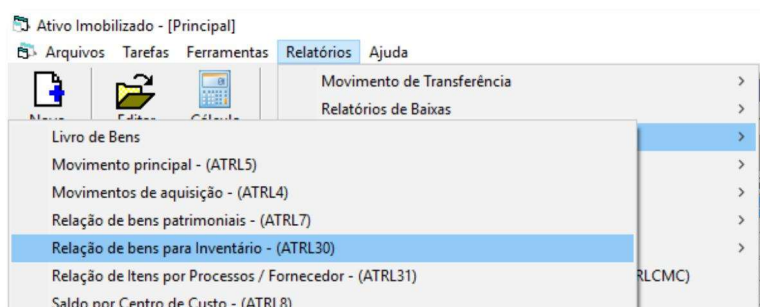 Ativo Imobilizado - [Principal]
Arquivos Tarefas Ferramentas Relatórios Ajuda
Movimento de Transferência
Relatórios de Baixas
Livro de Bens
Movimento principal - (ATRL5)
Movimentos de aquisição - (ATRL4)
Relação de bens patrimoniais - (ATRL7)
Relação de bens para Inventário - (ATRL30)
Relação de Itens por Processos / Fornecedor - (ATRL31)
RLCMC)
Saldo por Centro de Custo - (ATRL8)